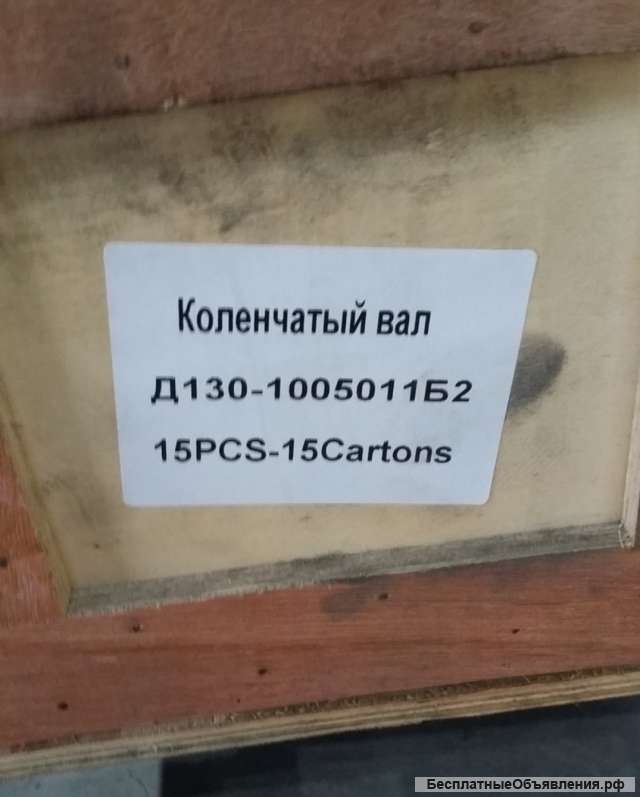 Коленчатый вал
Д130-1005011Б2
15PCS-15Cartons
БесплатныеОбъявления.рф